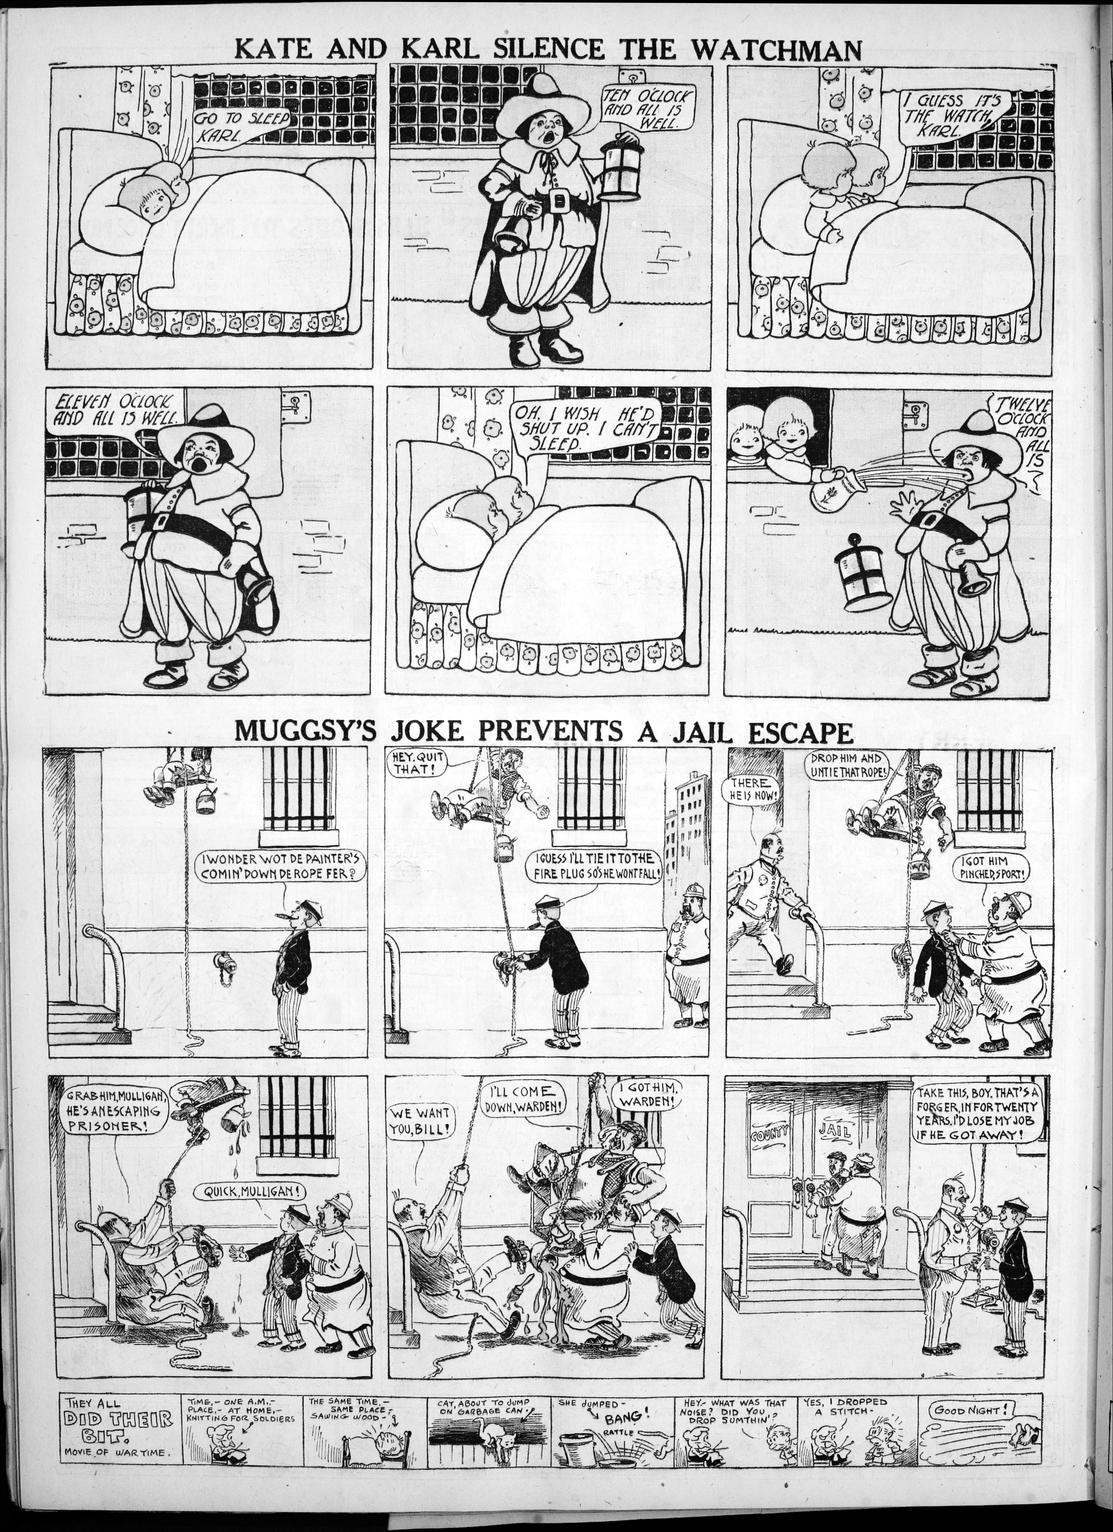 KATE AND KARL SILENCE THE WATCHMAN
GO TO SLEEP
KARL.
TEN O'CLOCK
AND ALL IS
WELL.
I GUESS IT'S
THE WATCH,
KARL.
ELEVEN O'CLOCK
AND ALL IS WELL.
OH, I WISH HE'D
SHUT UP. I CAN'T
SLEEP.
TWELVE
O'CLOCK
AND
ALL
IS
?
MUGGSY'S JOKE PREVENTS A JAIL ESCAPE
I WONDER WOT DE PAINTER'S
COMIN' DOWN DE ROPE FER?
HEY, QUIT
THAT!
I GUESS I'LL TIE IT TO THE
FIRE PLUG SO'S HE WONT FALL!
THERE
HE IS NOW!
DROP HIM AND
UNTIE THAT ROPE!
I GOT HIM
PINCHED, SPORT!
GRAB HIM, MULLIGAN,
HE'S AN ESCAPING
PRISONER!
QUICK, MULLIGAN!
WE WANT
YOU, BILL!
I'LL COME
DOWN, WARDEN!
I GOT HIM,
WARDEN!
COUNTY
JAIL
TAKE THIS, BOY, THAT'S A
FORGER, IN FOR TWENTY
YEARS, I'D LOSE MY JOB
IF HE GOT AWAY!
THEY ALL
DID THEIR
BIT.
MOVIE OF WAR TIME.
TIME,- ONE A.M.-
PLACE,- AT HOME,-
KNITTING FOR SOLDIERS
THE SAME TIME,-
SAME PLACE,-
SAWING WOOD-
CAT, ABOUT TO JUMP
ON GARBAGE CAN
SHE JUMPED-
BANG!
RATTLE
HEY- WHAT WAS THAT
NOISE? DID YOU
DROP SUMTHIN'?
YES, I DROPPED
A STITCH-
GOOD NIGHT!